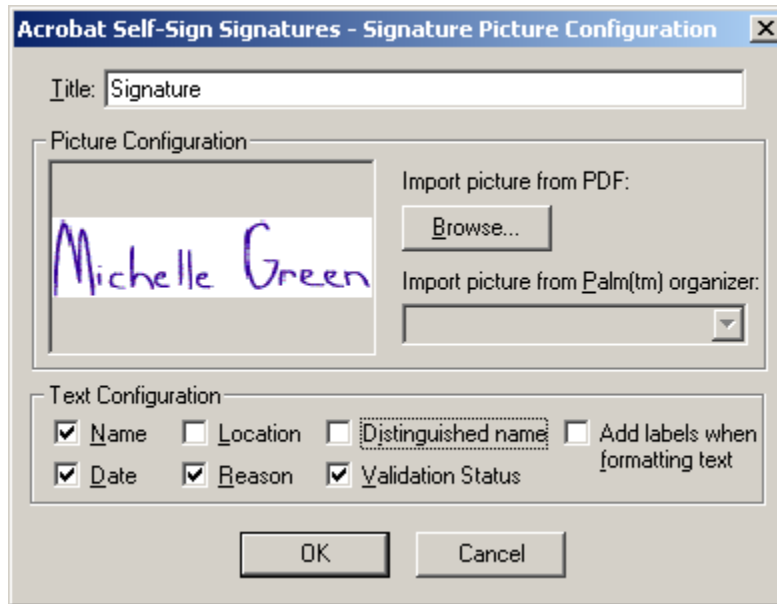 Acrobat Self-Sign Signatures - Signature Picture Configuration
Title: Signature
Picture Configuration
Michelle Green
Import picture from PDF:
Browse...
Import picture from Palm(tm) organizer:
Text Configuration
Name Location Distinguished name Add labels when
formatting text
Date Reason Validation Status
OK Cancel